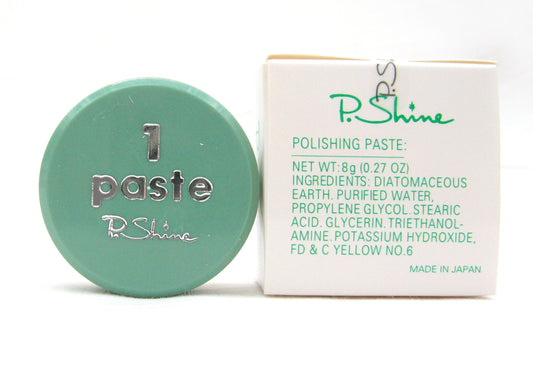 1
paste
P.Shine
P.S
P.Shine
POLISHING PASTE:
NET WT:8g (0.27 OZ)
INGREDIENTS: DIATOMACEOUS
EARTH. PURIFIED WATER,
PROPYLENE GLYCOL. STEARIC
ACID. GLYCERIN. TRIETHANOL-
AMINE. POTASSIUM HYDROXIDE,
FD & C YELLOW NO.6
MADE IN JAPAN